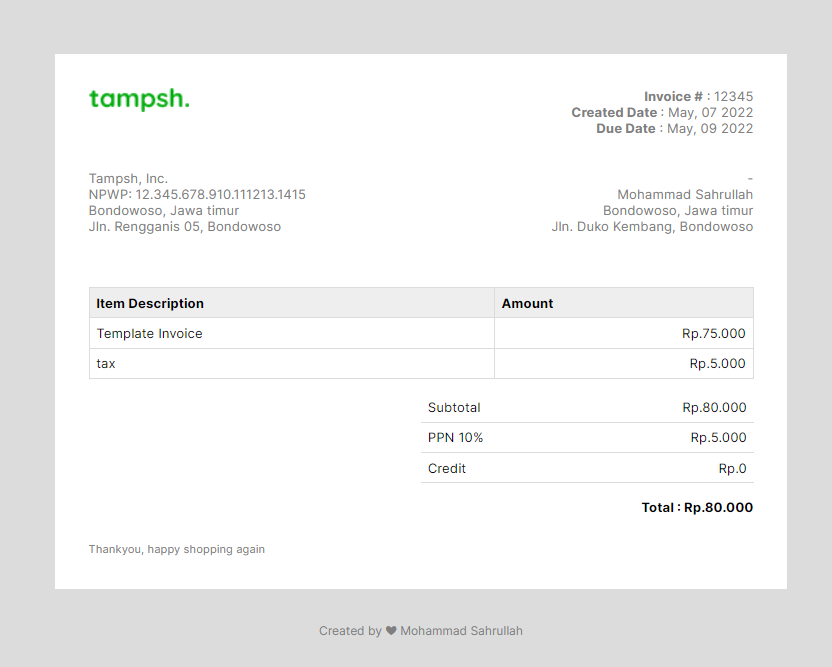 tampsh.
Invoice # : 12345
Created Date : May, 07 2022
Due Date : May, 09 2022
Tampsh, Inc.
NPWP: 12.345.678.910.111213.1415
Bondowoso, Jawa timur
Jln. Rengganis 05, Bondowoso
-
Mohammad Sahrullah
Bondowoso, Jawa timur
Jln. Duko Kembang, Bondowoso
Item Description Amount
Template Invoice Rp.75.000
tax Rp.5.000
Subtotal Rp.80.000
PPN 10% Rp.5.000
Credit Rp.0
Total : Rp.80.000
Thankyou, happy shopping again
Created by ♥ Mohammad Sahrullah